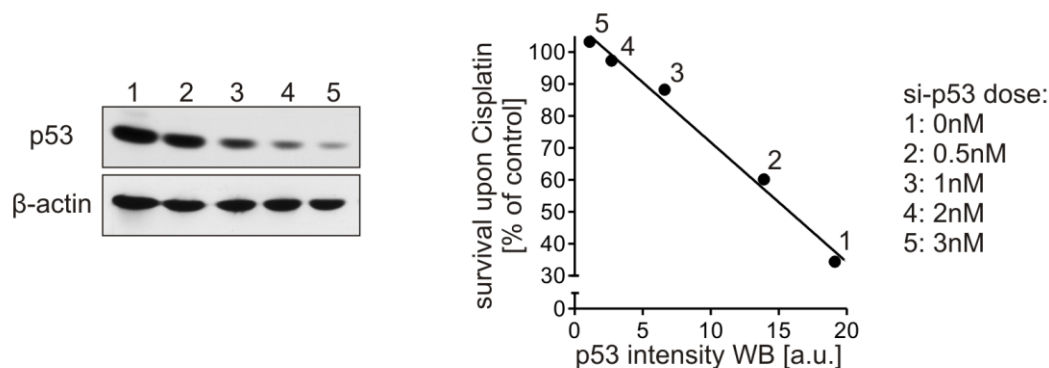 1 2 3 4 5
p53
β-actin
survival upon Cisplatin
[% of control]
100
90
80
70
60
50
40
30
0
5
4
3
2
1
0 5 10 15 20
p53 intensity WB [a.u.]
si-p53 dose:
1: 0nM
2: 0.5nM
3: 1nM
4: 2nM
5: 3nM